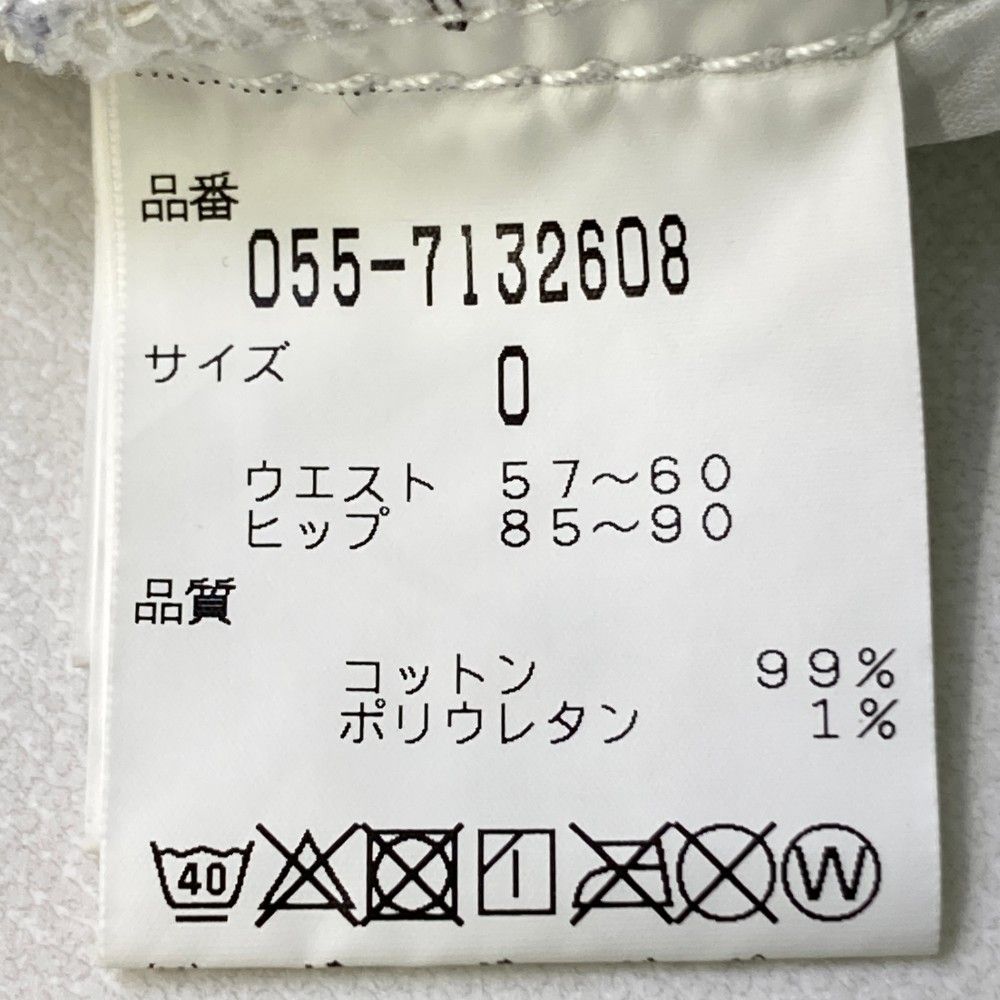 品番
055-7132608
サイズ
0
ウエスト 57～60
ヒップ 85～90
品質
コットン 99%
ポリウレタン 1%
40
W